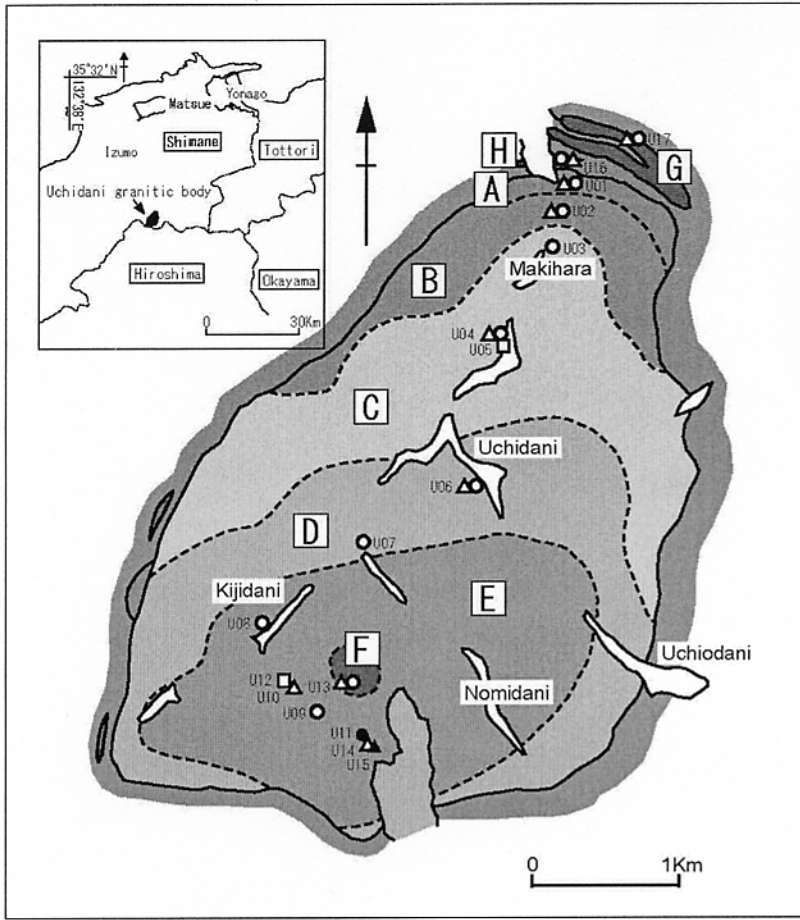 35°32'N
132°38'E
Yonago
Matsue
Izumo
Shimane
Tottori
Uchidani granitic body
Hiroshima
Okayama
0 30Km
H
G
U17
U16
A
U01
U02
U03
Makihara
B
U04
U05
C
Uchidani
U06
D
U07
Kijidani
E
U08
F
Uchiodani
U12
U10
U13
Nomidani
U09
U11
U14
U15
0 1Km